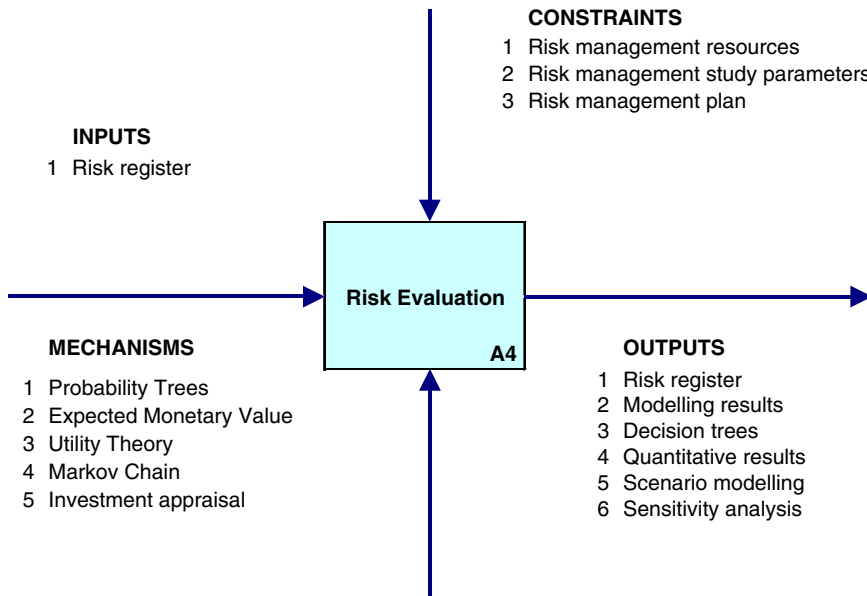 CONSTRAINTS
1 Risk management resources
2 Risk management study parameters
3 Risk management plan
INPUTS
1 Risk register
Risk Evaluation
A4
MECHANISMS
1 Probability Trees
2 Expected Monetary Value
3 Utility Theory
4 Markov Chain
5 Investment appraisal
OUTPUTS
1 Risk register
2 Modelling results
3 Decision trees
4 Quantitative results
5 Scenario modelling
6 Sensitivity analysis